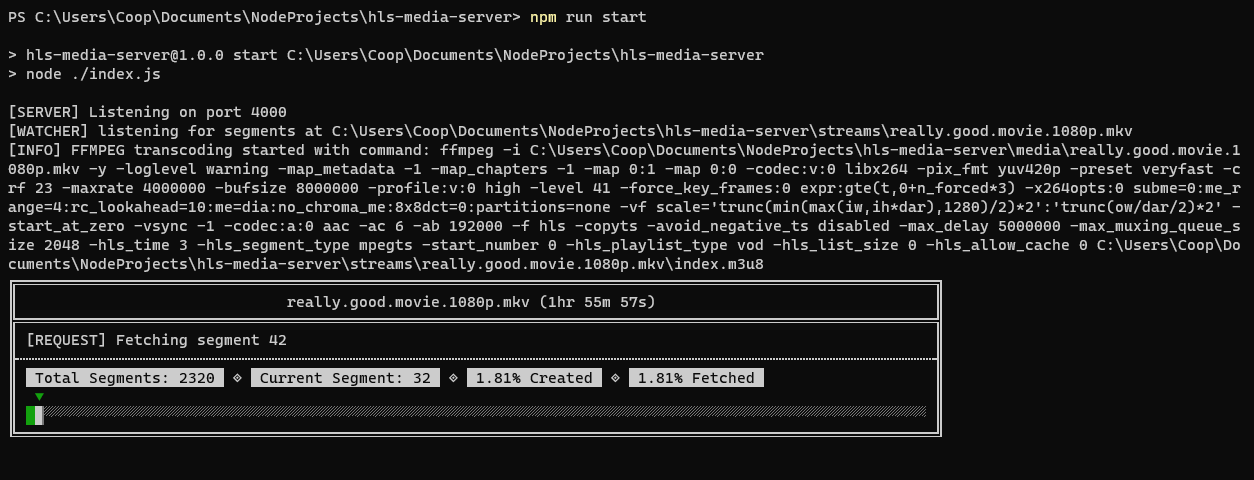 PS C:\Users\Coop\Documents\NodeProjects\hls-media-server> npm run start
> hls-media-server@1.0.0 start C:\Users\Coop\Documents\NodeProjects\hls-media-server
> node ./index.js
[SERVER] Listening on port 4000
[WATCHER] listening for segments at C:\Users\Coop\Documents\NodeProjects\hls-media-server\streams\really.good.movie.1080p.mkv
[INFO] FFMPEG transcoding started with command: ffmpeg -i C:\Users\Coop\Documents\NodeProjects\hls-media-server\media\really.good.movie.1
080p.mkv -y -loglevel warning -map_metadata -1 -map_chapters -1 -map 0:1 -map 0:0 -codec:v:0 libx264 -pix_fmt yuv420p -preset veryfast -c
rf 23 -maxrate 4000000 -bufsize 8000000 -profile:v:0 high -level 41 -force_key_frames:0 expr:gte(t,0+n_forced*3) -x264opts:0 subme=0:me_r
ange=4:rc_lookahead=10:me=dia:no_chroma_me:8x8dct=0:partitions=none -vf scale='trunc(min(max(iw,ih*dar),1280)/2)*2':'trunc(ow/dar/2)*2' -
start_at_zero -vsync -1 -codec:a:0 aac -ac 6 -ab 192000 -f hls -copyts -avoid_negative_ts disabled -max_delay 5000000 -max_muxing_queue_s
ize 2048 -hls_time 3 -hls_segment_type mpegts -start_number 0 -hls_playlist_type vod -hls_list_size 0 -hls_allow_cache 0 C:\Users\Coop\Do
cuments\NodeProjects\hls-media-server\streams\really.good.movie.1080p.mkv\index.m3u8
really.good.movie.1080p.mkv (1hr 55m 57s)
[REQUEST] Fetching segment 42
Total Segments: 2320 ⋄ Current Segment: 32 ⋄ 1.81% Created ⋄ 1.81% Fetched